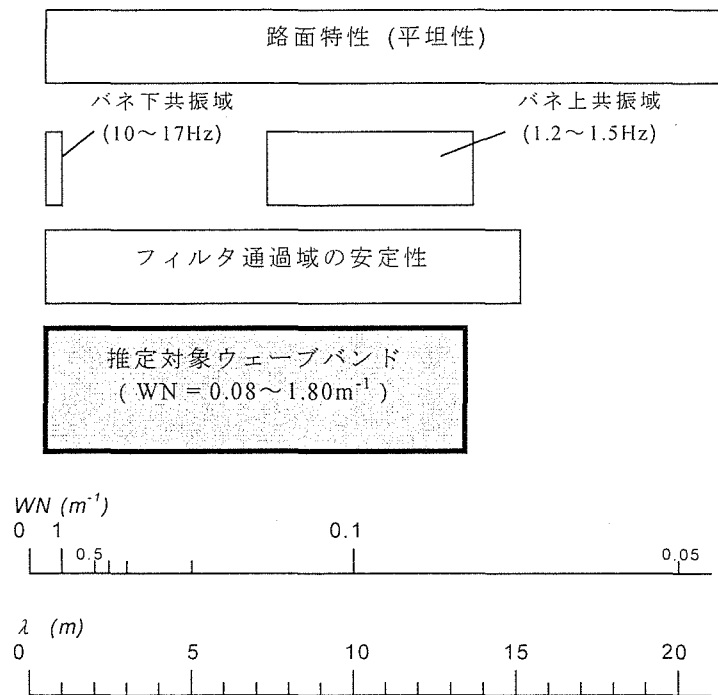 路面特性 (平坦性)
バネ下共振域
(10～17Hz)
バネ上共振域
(1.2～1.5Hz)
フィルタ通過域の安定性
推定対象ウェーブバンド
( WN = 0.08～1.80m⁻¹ )
WN (m⁻¹)
0 1 0.5 0.1 0.05
λ (m)
0 5 10 15 20